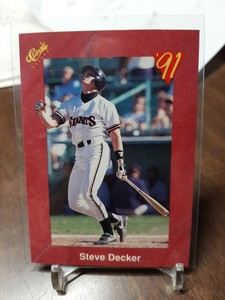 Classic
'91
GIANTS
Steve Decker